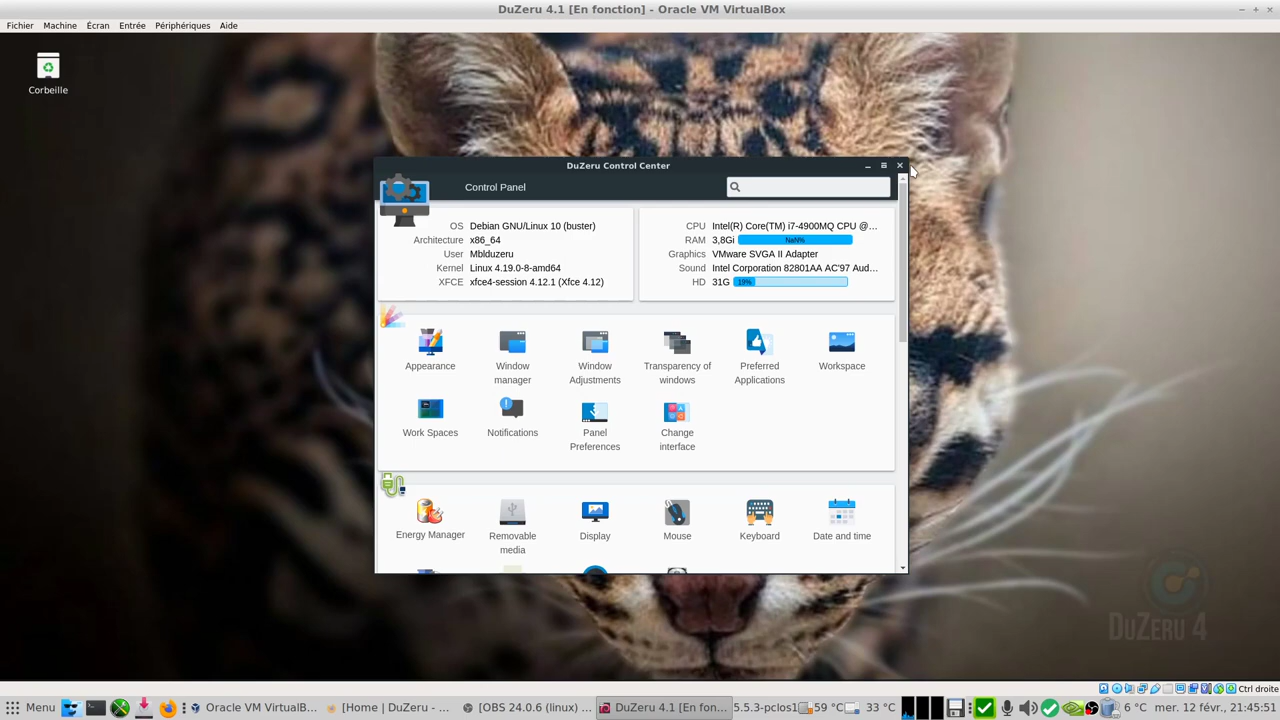 DuZeru 4.1 [En fonction] - Oracle VM VirtualBox
Fichier Machine Écran Entrée Périphériques Aide
Corbeille
DuZeru Control Center
Control Panel
OS Debian GNU/Linux 10 (buster)
Architecture x86_64
User Mblduzeru
Kernel Linux 4.19.0-8-amd64
XFCE xfce4-session 4.12.1 (Xfce 4.12)
CPU Intel(R) Core(TM) i7-4900MQ CPU @...
RAM 3,8Gi NaN%
Graphics VMware SVGA II Adapter
Sound Intel Corporation 82801AA AC'97 Aud...
HD 31G 19%
Appearance
Window manager
Window Adjustments
Transparency of windows
Preferred Applications
Workspace
Work Spaces
Notifications
Panel Preferences
Change interface
Energy Manager
Removable media
Display
Mouse
Keyboard
Date and time
DuZeru 4
Ctrl droite
Menu
[Home | DuZeru - ...
[OBS 24.0.6 (linux) ...
DuZeru 4.1 [En fon...
5.5.3-pclos1
59 °C
33 °C
6 °C
mer. 12 févr., 21:45:51